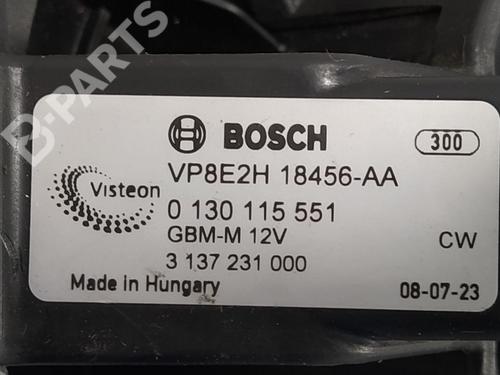 B-PARTS
BOSCH
300
VP8E2H 18456-AA
Visteon
0 130 115 551
GBM-M 12V
CW
3 137 231 000
Made in Hungary
08-07-23